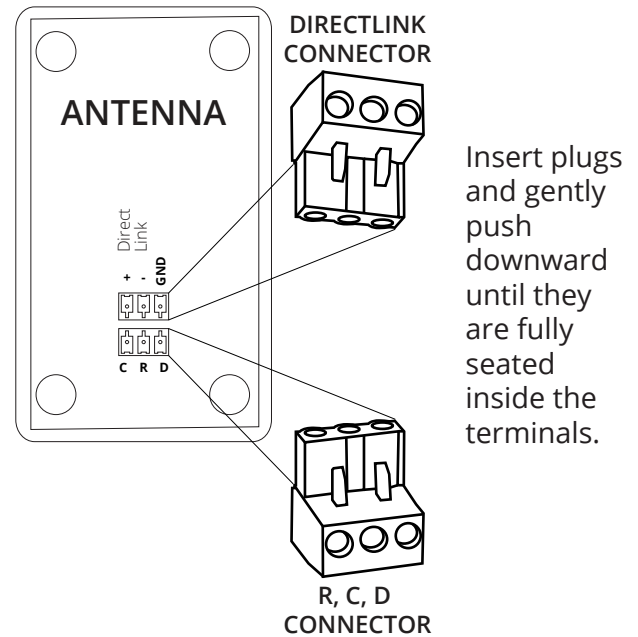 DIRECTLINK
CONNECTOR
ANTENNA
Insert plugs
and gently
push
downward
until they
are fully
seated
inside the
terminals.
Direct
Link
+ - GND
C R D
R, C, D
CONNECTOR